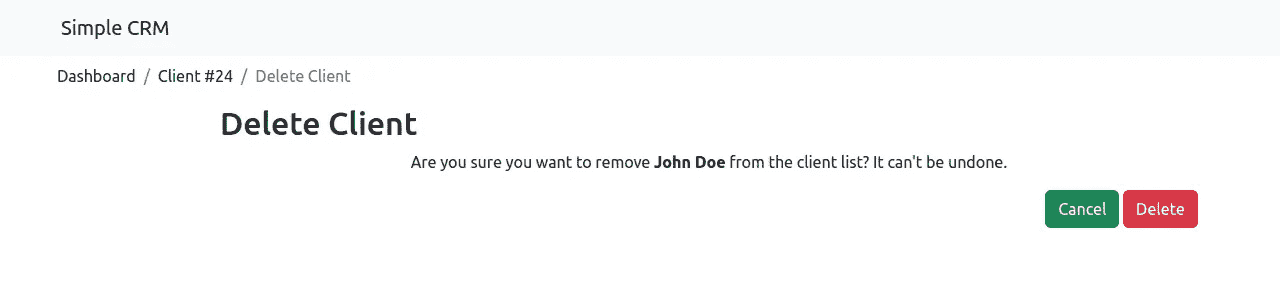 Simple CRM
Dashboard / Client #24 / Delete Client
Delete Client
Are you sure you want to remove John Doe from the client list? It can't be undone.
Cancel Delete